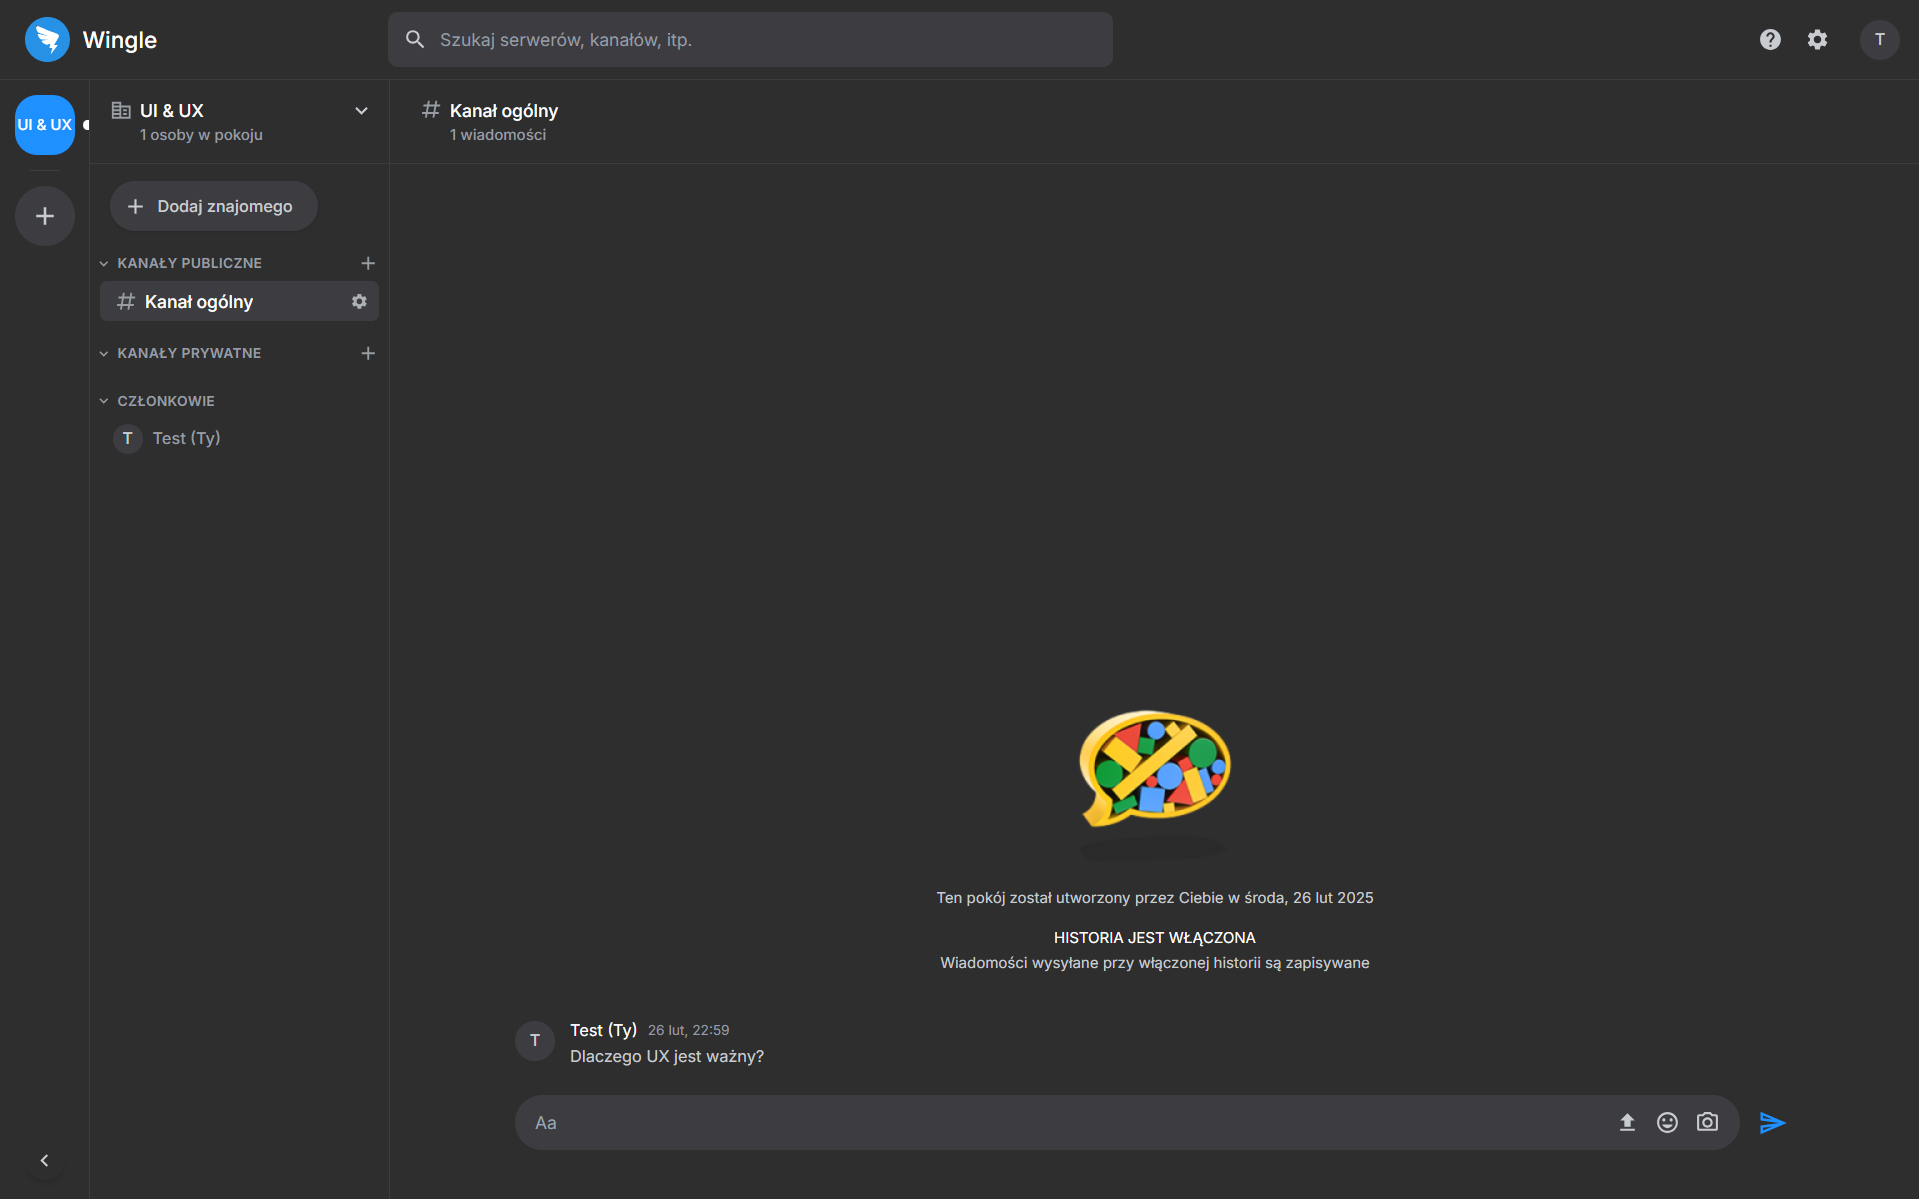 Wingle
Szukaj serwerów, kanałów, itp.
T
UI & UX
UI & UX
1 osoby w pokoju
Kanał ogólny
1 wiadomości
Dodaj znajomego
KANAŁY PUBLICZNE
Kanał ogólny
KANAŁY PRYWATNE
CZŁONKOWIE
T Test (Ty)
Ten pokój został utworzony przez Ciebie w środa, 26 lut 2025
HISTORIA JEST WŁĄCZONA
Wiadomości wysyłane przy włączonej historii są zapisywane
T
Test (Ty) 26 lut, 22:59
Dlaczego UX jest ważny?
Aa